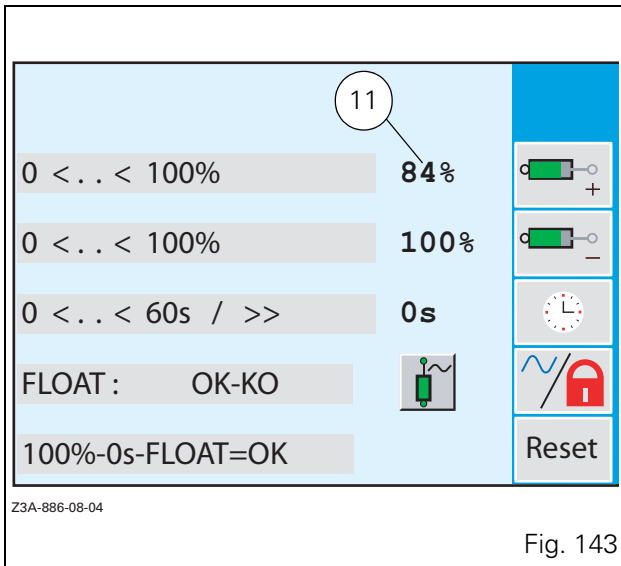 11
0 <..< 100% 84%
+
0 <..< 100% 100%
−
0 <..< 60s / >> 0s
FLOAT: OK-KO
100%-0s-FLOAT=OK Reset
Z3A-886-08-04
Fig. 143